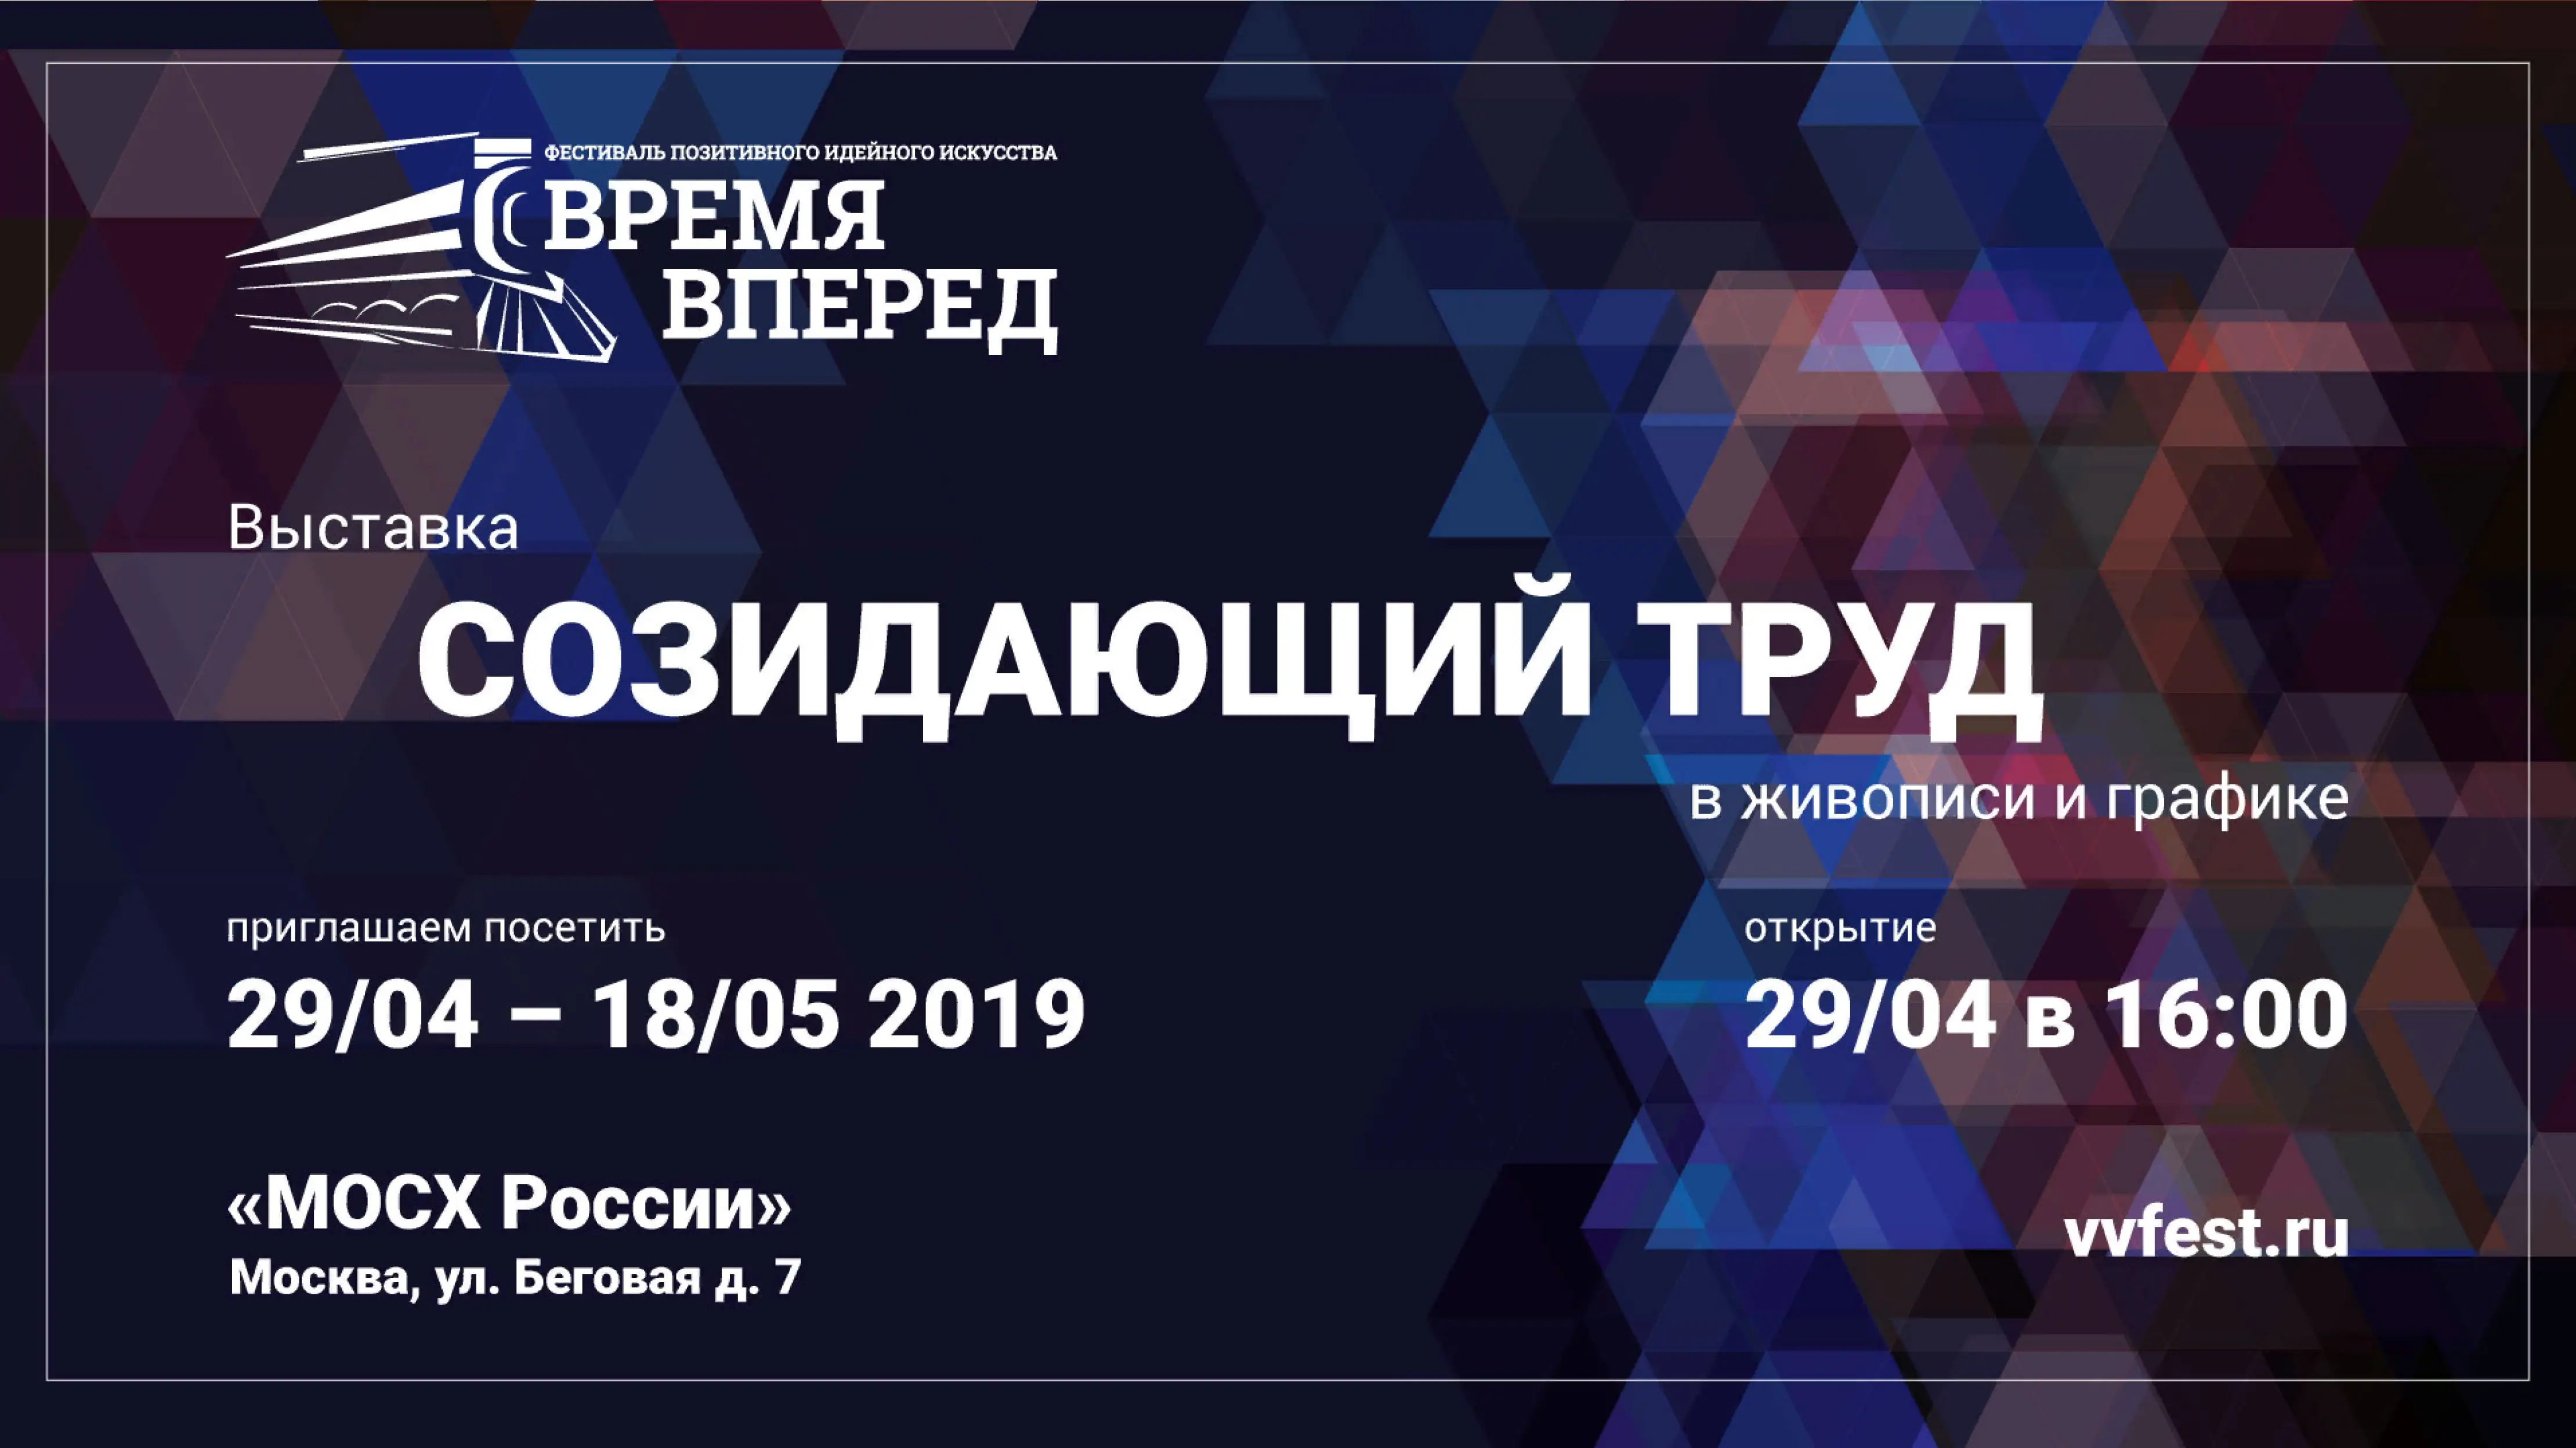 ФЕСТИВАЛЬ ПОЗИТИВНОГО ИДЕЙНОГО ИСКУССТВА
ВРЕМЯ
ВПЕРЕД
Выставка
СОЗИДАЮЩИЙ ТРУД
в живописи и графике
приглашаем посетить
29/04 – 18/05 2019
открытие
29/04 в 16:00
«МОСХ России»
Москва, ул. Беговая д. 7
vvfest.ru